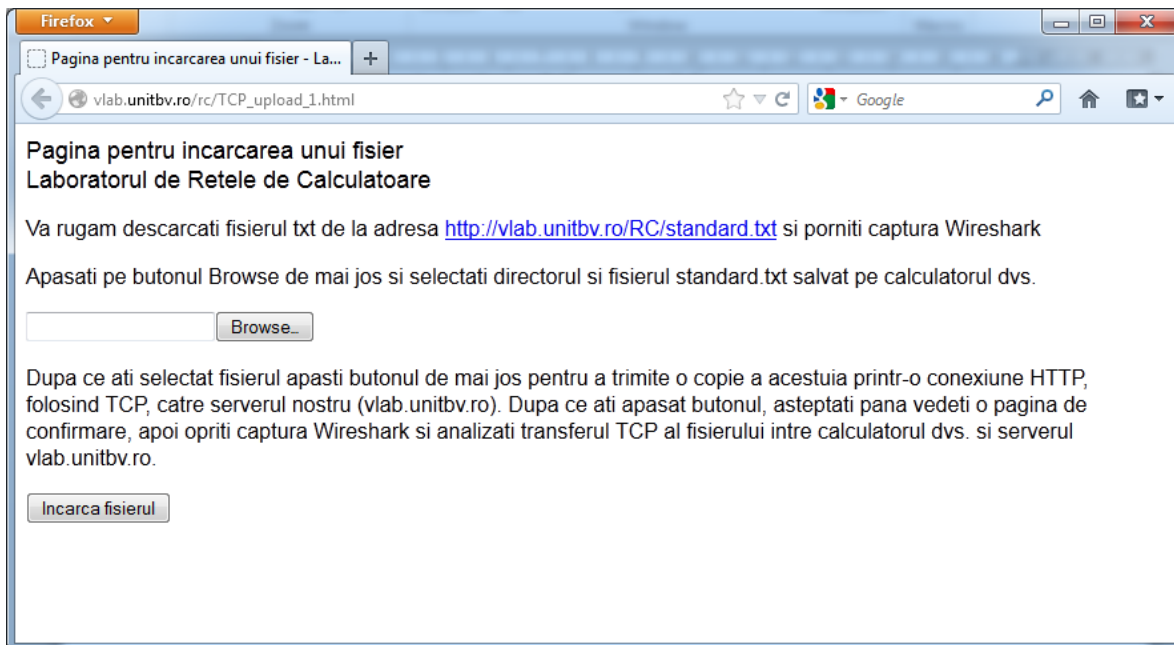 Firefox
Pagina pentru incarcarea unui fisier - La...
+
vlab.unitbv.ro/rc/TCP_upload_1.html
Google
Pagina pentru incarcarea unui fisier
Laboratorul de Retele de Calculatoare
Va rugam descarcati fisierul txt de la adresa http://vlab.unitbv.ro/RC/standard.txt si porniti captura Wireshark
Apasati pe butonul Browse de mai jos si selectati directorul si fisierul standard.txt salvat pe calculatorul dvs.
Browse...
Dupa ce ati selectat fisierul apasti butonul de mai jos pentru a trimite o copie a acestuia printr-o conexiune HTTP,
folosind TCP, catre serverul nostru (vlab.unitbv.ro). Dupa ce ati apasat butonul, asteptati pana vedeti o pagina de
confirmare, apoi opriti captura Wireshark si analizati transferul TCP al fisierului intre calculatorul dvs. si serverul
vlab.unitbv.ro.
Incarca fisierul